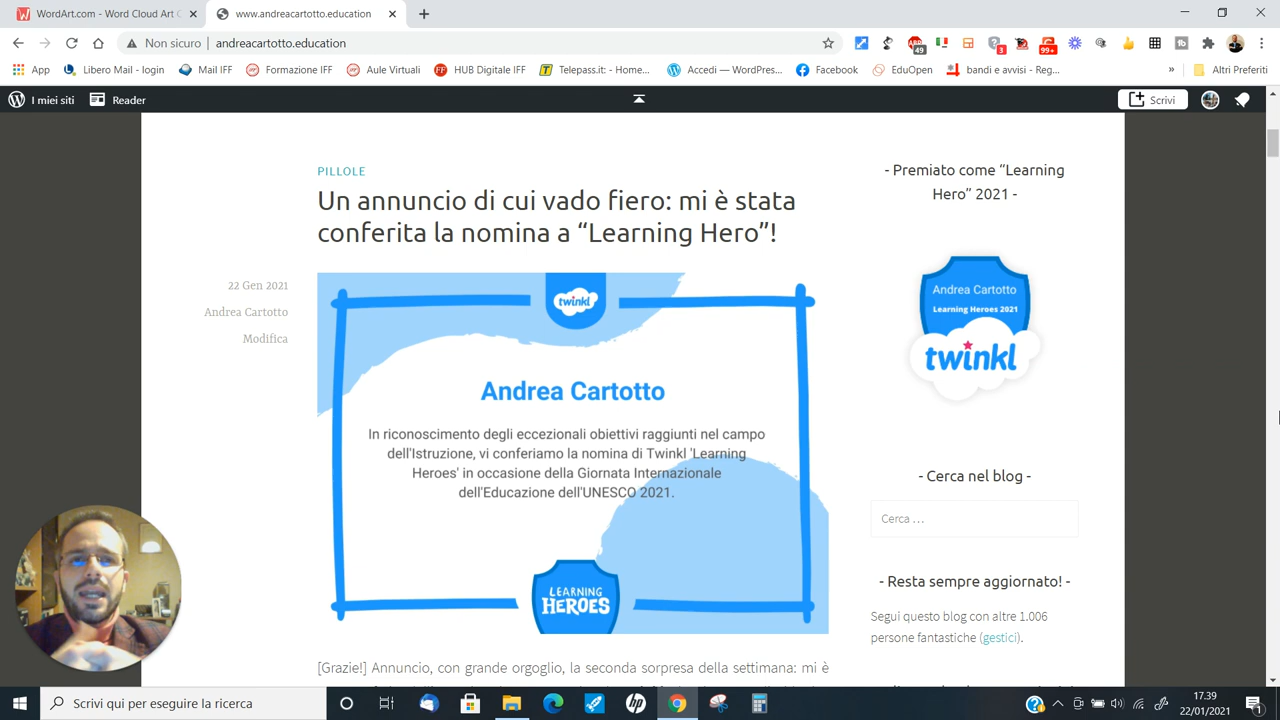 WordArt.com - Word Cloud Art C
www.andreacartotto.education
Non sicuro
andreacartotto.education
49
3
99+
App
Libero Mail - login
Mail IFF
Formazione IFF
Aule Virtuali
HUB Digitale IFF
Telepass.it: - Home...
Accedi — WordPres...
Facebook
EduOpen
bandi e avvisi - Reg...
»
Altri Preferiti
I miei siti
Reader
Scrivi
PILLOLE
Un annuncio di cui vado fiero: mi è stata
conferita la nomina a “Learning Hero”!
22 Gen 2021
Andrea Cartotto
Modifica
twinkl
Andrea Cartotto
In riconoscimento degli eccezionali obiettivi raggiunti nel campo
dell'Istruzione, vi conferiamo la nomina di Twinkl 'Learning
Heroes' in occasione della Giornata Internazionale
dell'Educazione dell'UNESCO 2021.
LEARNING
HEROES
[Grazie!] Annuncio, con grande orgoglio, la seconda sorpresa della settimana: mi è
- Premiato come “Learning
Hero” 2021 -
Andrea Cartotto
Learning Heroes 2021
twinkl
- Cerca nel blog -
Cerca …
- Resta sempre aggiornato! -
Segui questo blog con altre 1.006
persone fantastiche (gestici).
Scrivi qui per eseguire la ricerca
17.39
22/01/2021
1